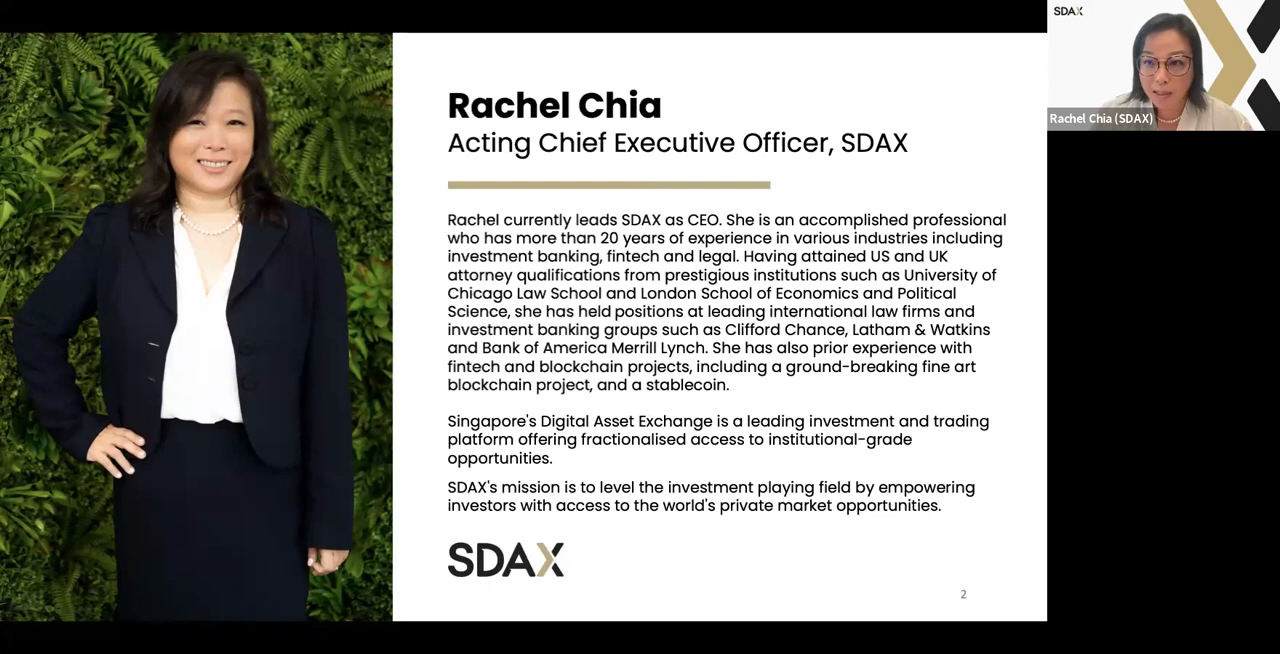 Rachel Chia
Acting Chief Executive Officer, SDAX
Rachel currently leads SDAX as CEO. She is an accomplished professional
who has more than 20 years of experience in various industries including
investment banking, fintech and legal. Having attained US and UK
attorney qualifications from prestigious institutions such as University of
Chicago Law School and London School of Economics and Political
Science, she has held positions at leading international law firms and
investment banking groups such as Clifford Chance, Latham & Watkins
and Bank of America Merrill Lynch. She has also prior experience with
fintech and blockchain projects, including a ground-breaking fine art
blockchain project, and a stablecoin.
Singapore's Digital Asset Exchange is a leading investment and trading
platform offering fractionalised access to institutional-grade
opportunities.
SDAX's mission is to level the investment playing field by empowering
investors with access to the world's private market opportunities.
SDAX
2
SDAX
Rachel Chia (SDAX)